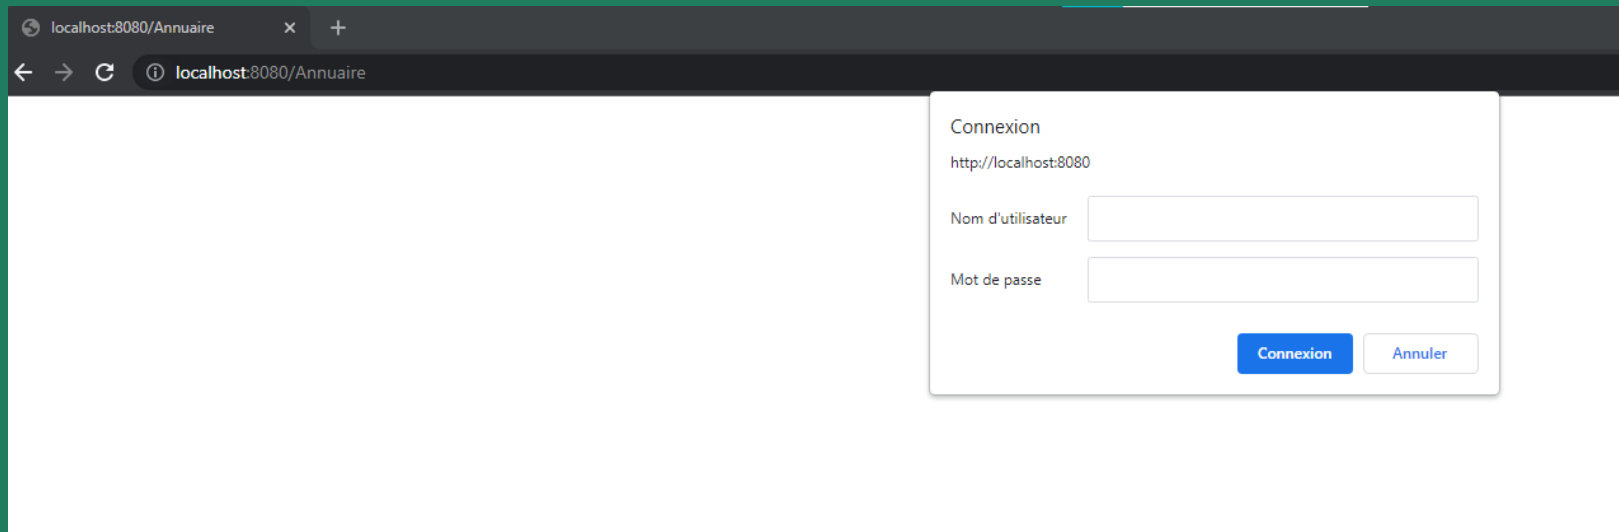 localhost:8080/Annuaire
localhost:8080/Annuaire
Connexion
http://localhost:8080
Nom d'utilisateur
Mot de passe
Connexion Annuler